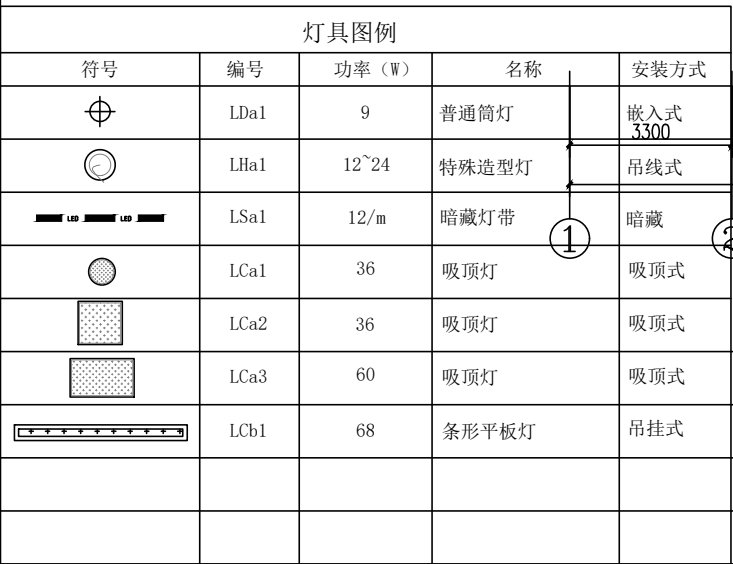 灯具图例
符号 编号 功率（W） 名称 安装方式
LDa1 9 普通筒灯 嵌入式
3300
LHa1 12~24 特殊造型灯 吊线式
LED LED LSa1 12/m 暗藏灯带 暗藏
1 2
LCa1 36 吸顶灯 吸顶式
LCa2 36 吸顶灯 吸顶式
LCa3 60 吸顶灯 吸顶式
LCb1 68 条形平板灯 吊挂式